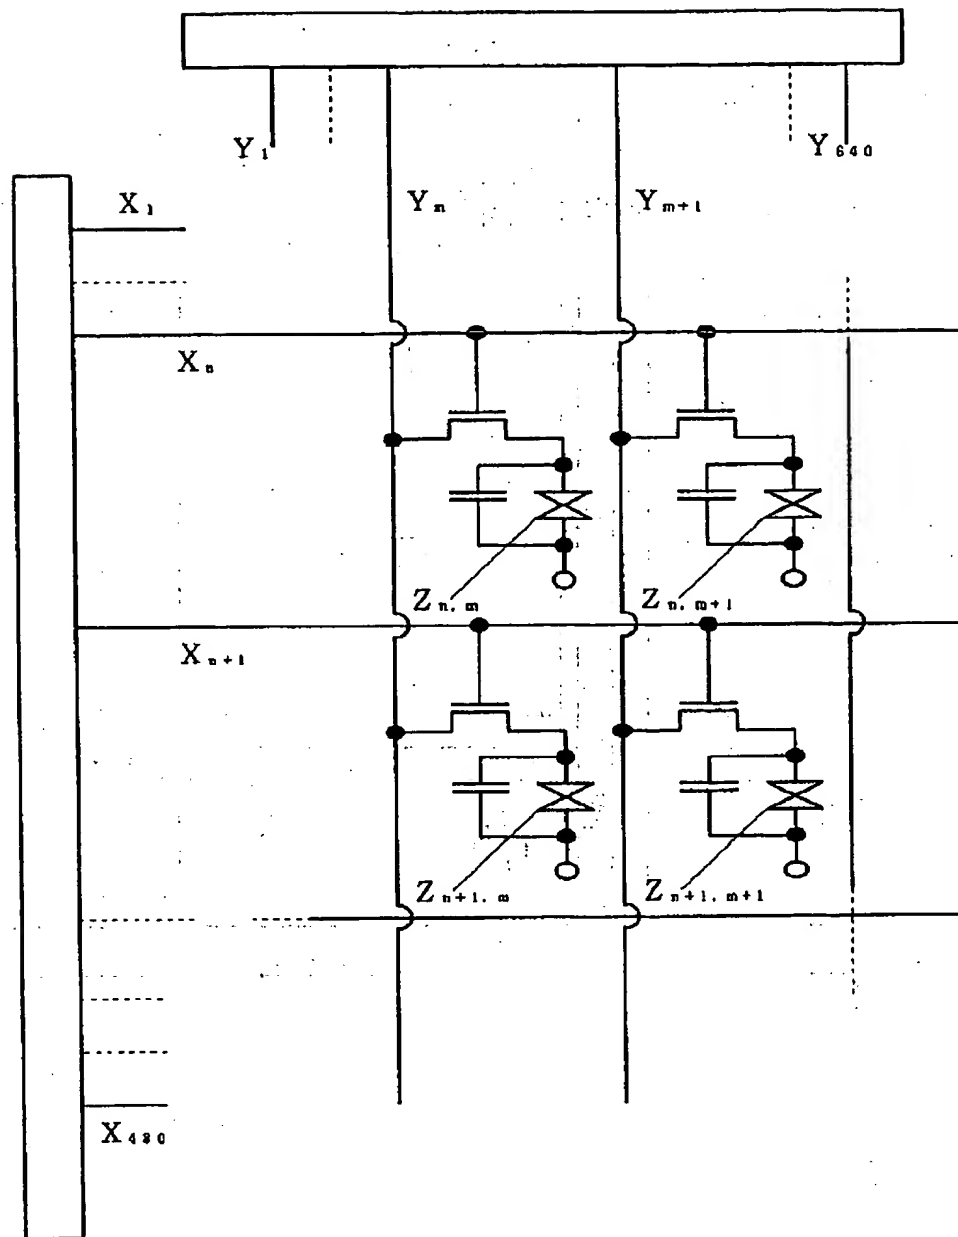 Y₁
Y₆₄₀
X₁
Yₘ
Yₘ₊₁
Xₙ
Zₙ, ₘ
Zₙ, ₘ₊₁
Xₙ₊₁
Zₙ₊₁, ₘ
Zₙ₊₁, ₘ₊₁
X₄₈₀